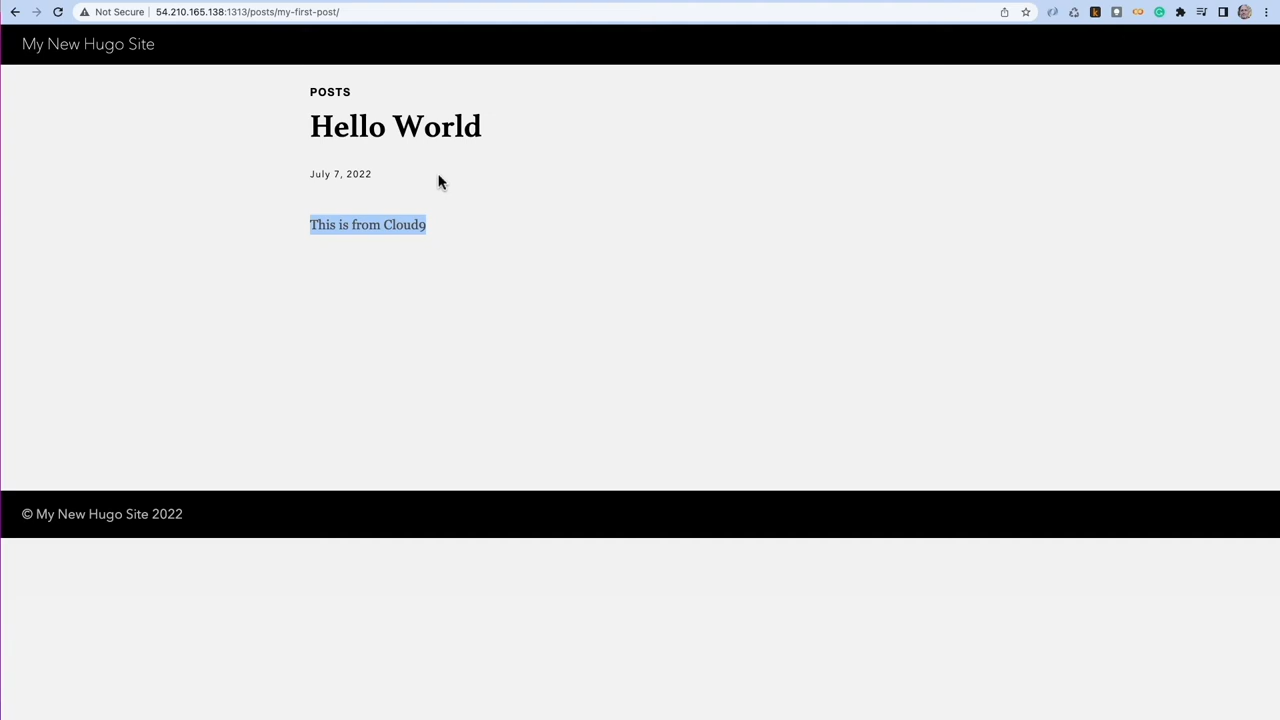 Not Secure 54.210.165.138:1313/posts/my-first-post/
My New Hugo Site
POSTS
Hello World
July 7, 2022
This is from Cloud9
© My New Hugo Site 2022